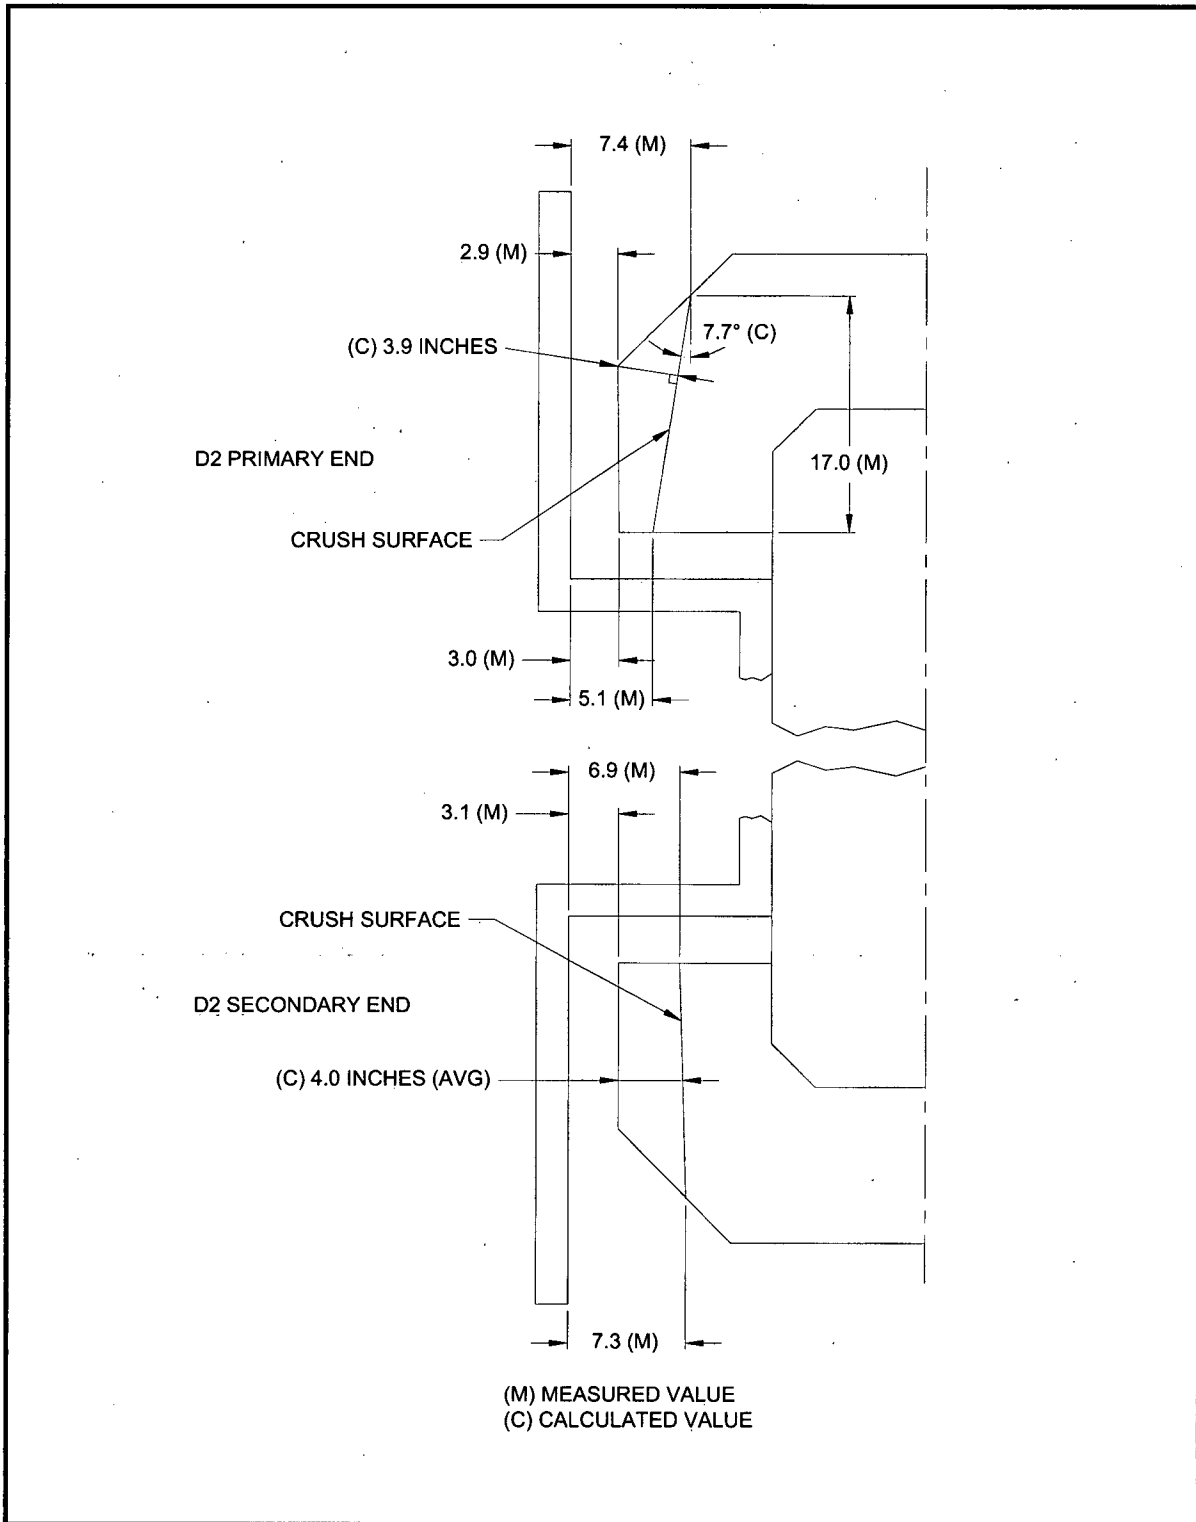 7.4 (M)
2.9 (M)
7.7° (C)
(C) 3.9 INCHES
D2 PRIMARY END
17.0 (M)
CRUSH SURFACE
3.0 (M)
5.1 (M)
6.9 (M)
3.1 (M)
CRUSH SURFACE
D2 SECONDARY END
(C) 4.0 INCHES (AVG)
7.3 (M)
(M) MEASURED VALUE
(C) CALCULATED VALUE